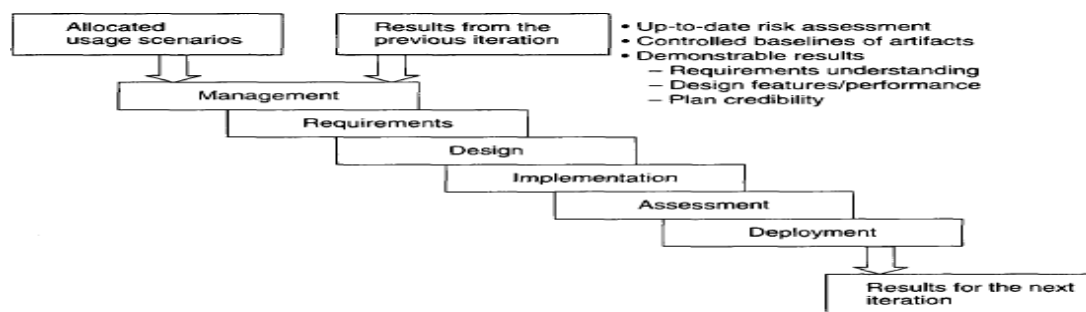 Allocated
usage scenarios
Results from the
previous iteration
• Up-to-date risk assessment
• Controlled baselines of artifacts
• Demonstrable results
– Requirements understanding
– Design features/performance
– Plan credibility
Management
Requirements
Design
Implementation
Assessment
Deployment
Results for the next
iteration